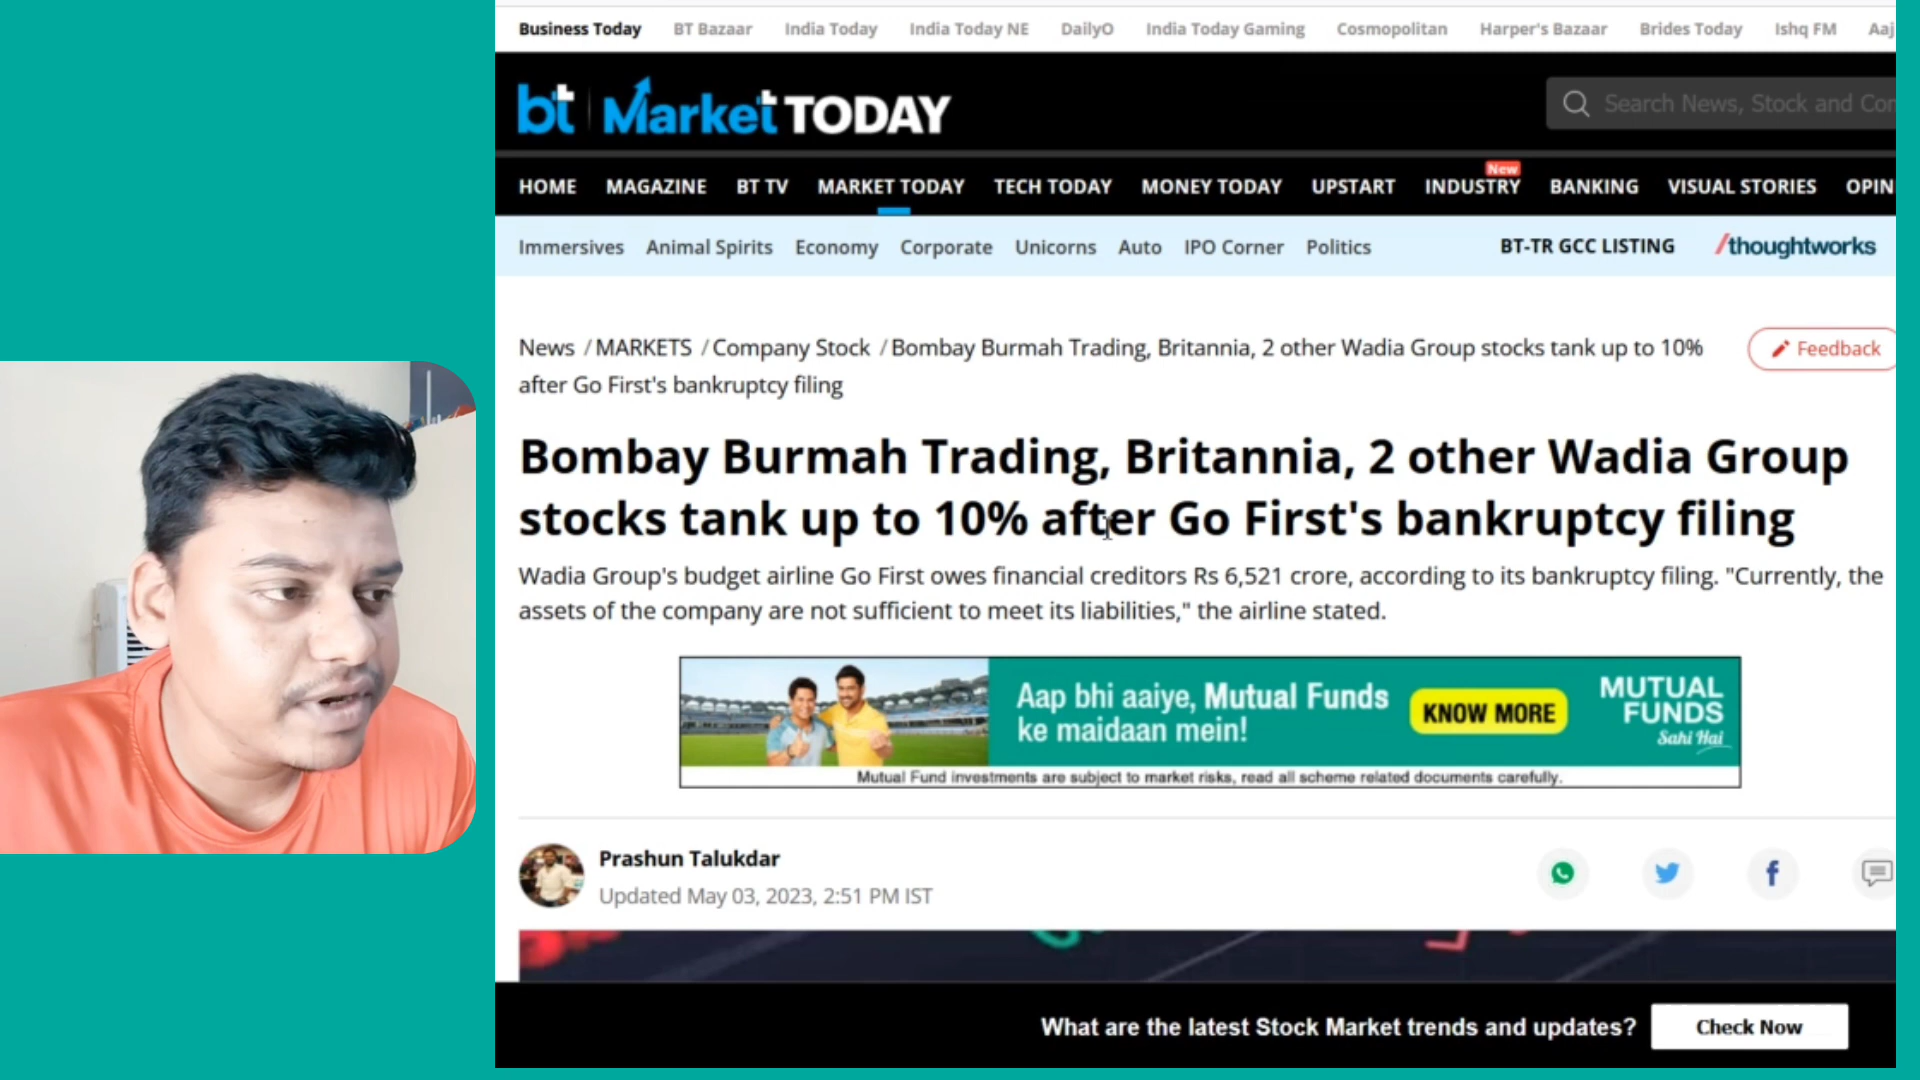 Business Today BT Bazaar India Today India Today NE DailyO India Today Gaming Cosmopolitan Harper's Bazaar Brides Today Ishq FM Aaj
bt Market TODAY
Search News, Stock and Cor
New
HOME MAGAZINE BT TV MARKET TODAY TECH TODAY MONEY TODAY UPSTART INDUSTRY BANKING VISUAL STORIES OPIN
Immersives Animal Spirits Economy Corporate Unicorns Auto IPO Corner Politics BT-TR GCC LISTING /thoughtworks
News / MARKETS / Company Stock / Bombay Burmah Trading, Britannia, 2 other Wadia Group stocks tank up to 10%
after Go First's bankruptcy filing
Feedback
Bombay Burmah Trading, Britannia, 2 other Wadia Group
stocks tank up to 10% after Go First's bankruptcy filing
Wadia Group's budget airline Go First owes financial creditors Rs 6,521 crore, according to its bankruptcy filing. "Currently, the
assets of the company are not sufficient to meet its liabilities," the airline stated.
Aap bhi aaiye, Mutual Funds
ke maidaan mein!
KNOW MORE
MUTUAL
FUNDS
Sahi Hai
Mutual Fund investments are subject to market risks, read all scheme related documents carefully.
Prashun Talukdar
Updated May 03, 2023, 2:51 PM IST
What are the latest Stock Market trends and updates? Check Now